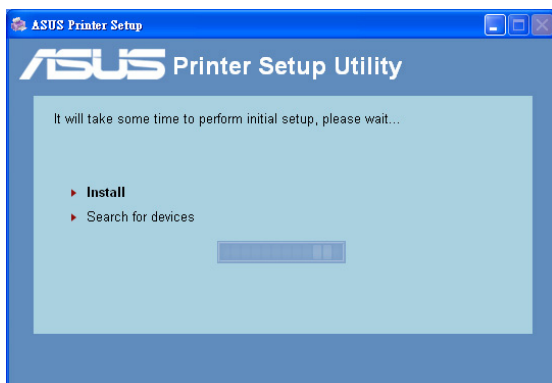 ASUS Printer Setup
ASUS Printer Setup Utility
It will take some time to perform initial setup, please wait...
Install
Search for devices